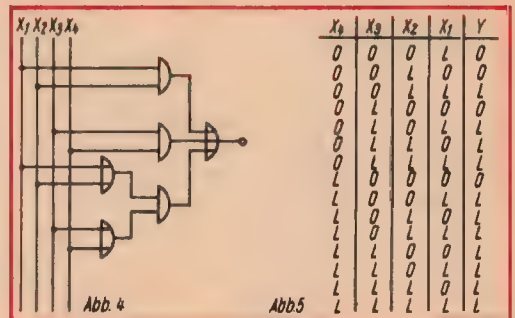 X1 X2 X3 X4
Abb. 4
X4 X3 X2 X1 Y
0 0 0 L 0
0 0 L 0 0
0 0 L L L
0 L 0 0 0
0 L 0 L L
0 L L 0 L
0 L L L L
L 0 0 0 0
L 0 0 L L
L 0 L 0 L
L 0 L L L
L L 0 0 L
L L 0 L L
L L L 0 L
L L L L L
Abb.5